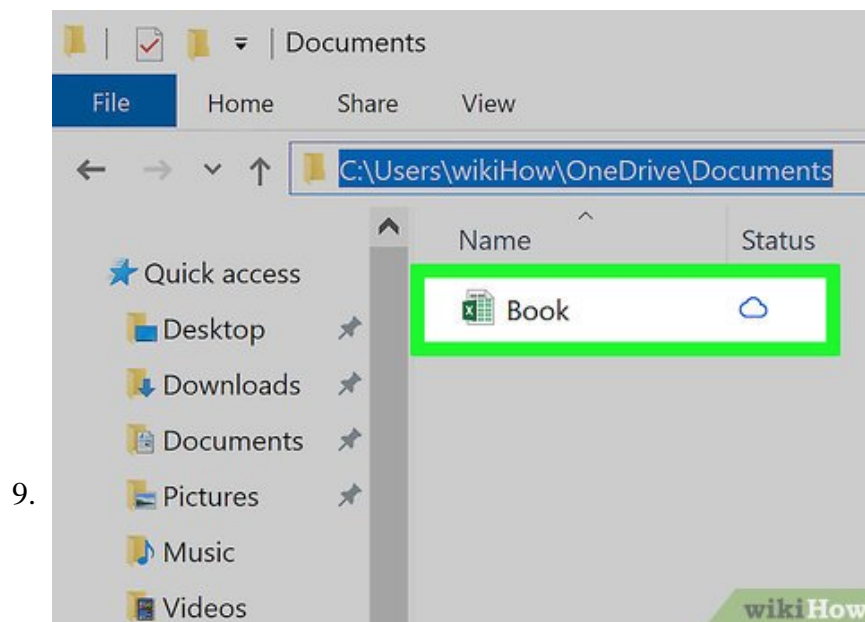 Documents
File Home Share View
C:\Users\wikiHow\OneDrive\Documents
Name Status
Quick access
Book
Desktop
Downloads
Documents
9.
Pictures
Music
Videos
wikiHow